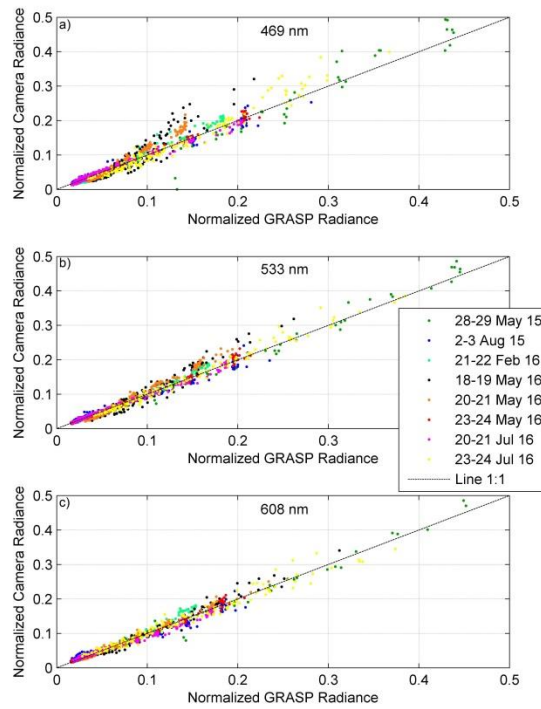 a)
469 nm
Normalized Camera Radiance
0.5
0.4
0.3
0.2
0.1
0
0.1
0.2
0.3
0.4
0.5
Normalized GRASP Radiance
b)
533 nm
Normalized Camera Radiance
0.5
0.4
0.3
0.2
0.1
0
0.1
0.2
0.3
0.4
0.5
Normalized GRASP Radiance
28-29 May 15
2-3 Aug 15
21-22 Feb 16
18-19 May 16
20-21 May 16
23-24 May 16
20-21 Jul 16
23-24 Jul 16
Line 1:1
c)
608 nm
Normalized Camera Radiance
0.5
0.4
0.3
0.2
0.1
0
0.1
0.2
0.3
0.4
0.5
Normalized GRASP Radiance